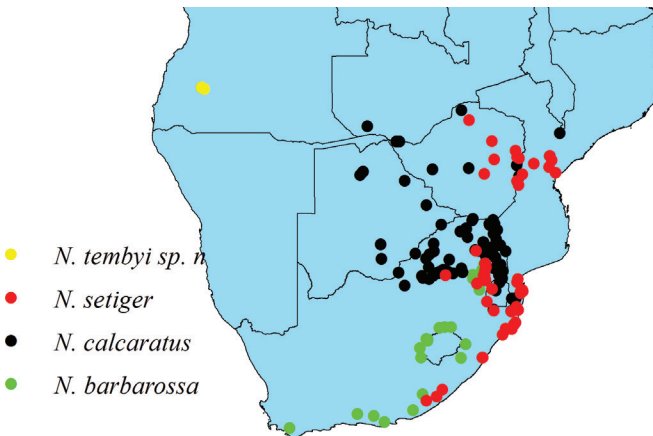 N. tembyi sp. n
N. setiger
N. calcaratus
N. barbarossa